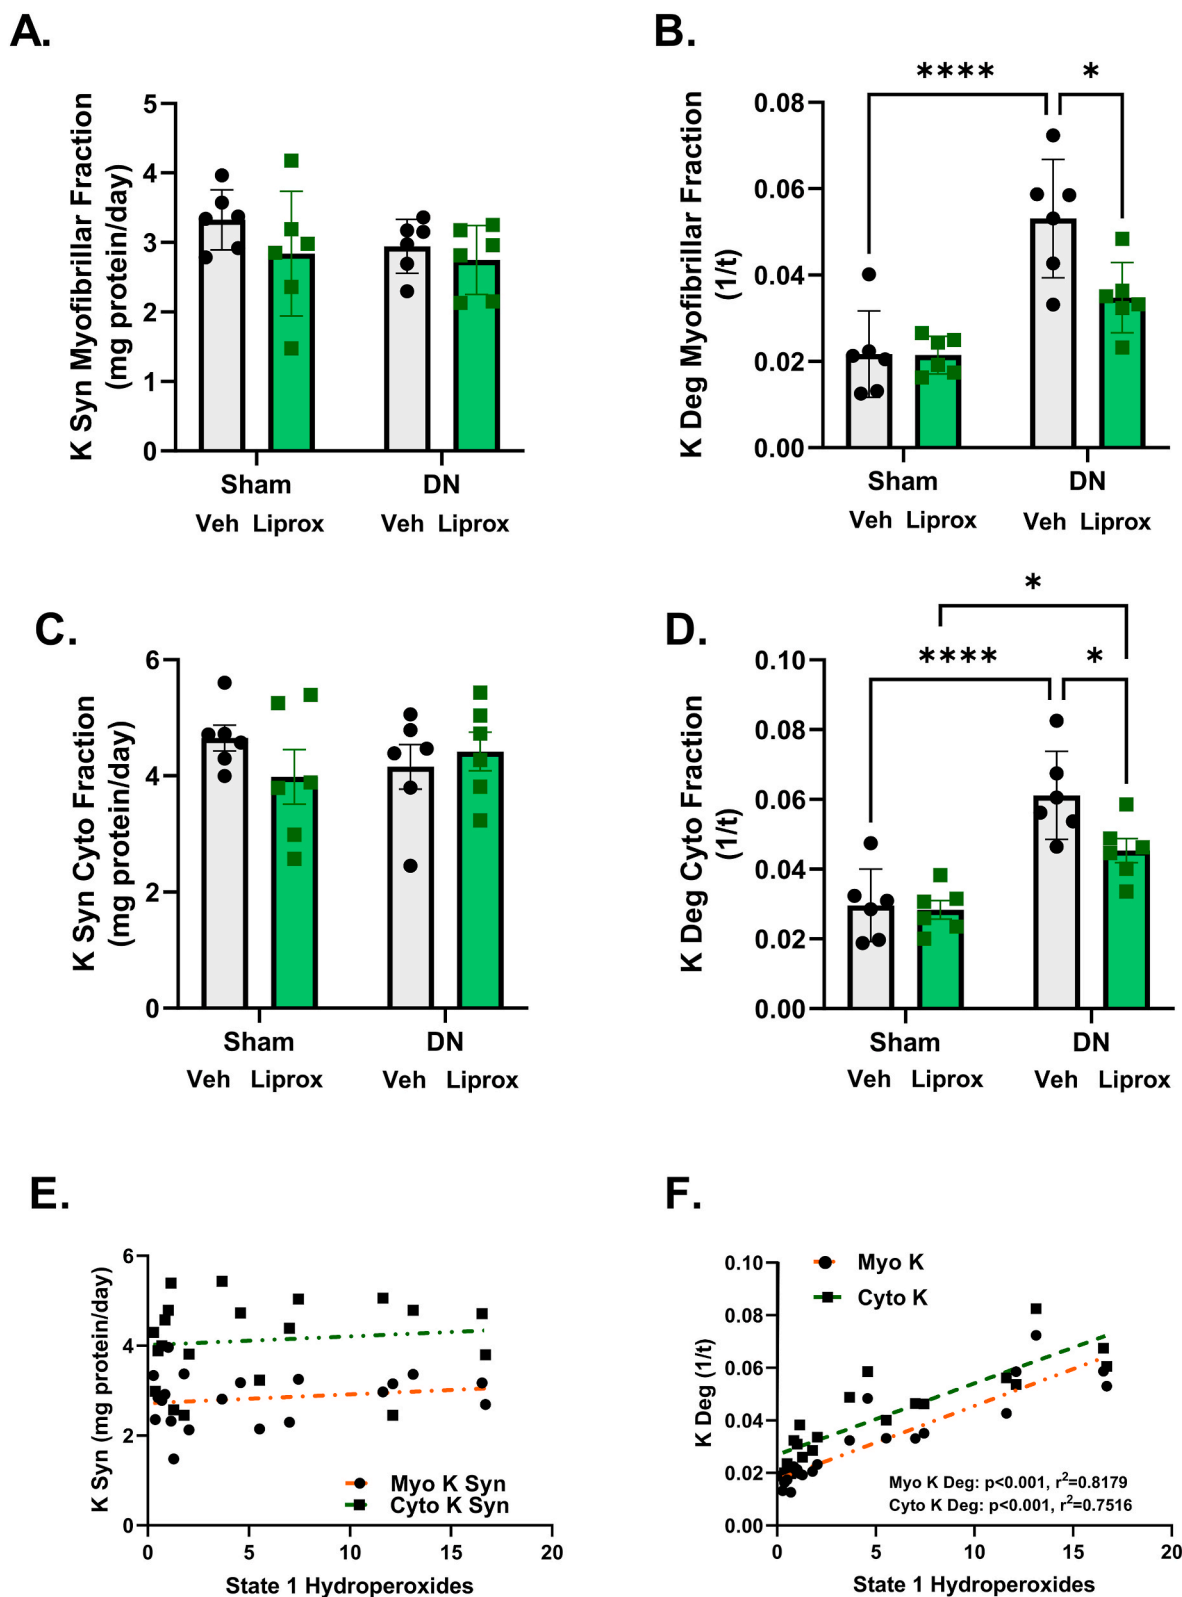 A.
K Syn Myofibrillar Fraction
(mg protein/day)
5
4
3
2
1
0
Sham
DN
Veh Liprox
Veh Liprox
B.
**** *
K Deg Myofibrillar Fraction
(1/t)
0.08
0.06
0.04
0.02
0.00
Sham
DN
Veh Liprox
Veh Liprox
C.
K Syn Cyto Fraction
(mg protein/day)
6
4
2
0
Sham
DN
Veh Liprox
Veh Liprox
D.
*
**** *
K Deg Cyto Fraction
(1/t)
0.10
0.08
0.06
0.04
0.02
0.00
Sham
DN
Veh Liprox
Veh Liprox
E.
K Syn (mg protein/day)
6
4
2
0
Myo K Syn
Cyto K Syn
0 5 10 15 20
State 1 Hydroperoxides
F.
K Deg (1/t)
0.10
0.08
0.06
0.04
0.02
0.00
Myo K
Cyto K
Myo K Deg: p<0.001, r²=0.8179
Cyto K Deg: p<0.001, r²=0.7516
0 5 10 15 20
State 1 Hydroperoxides